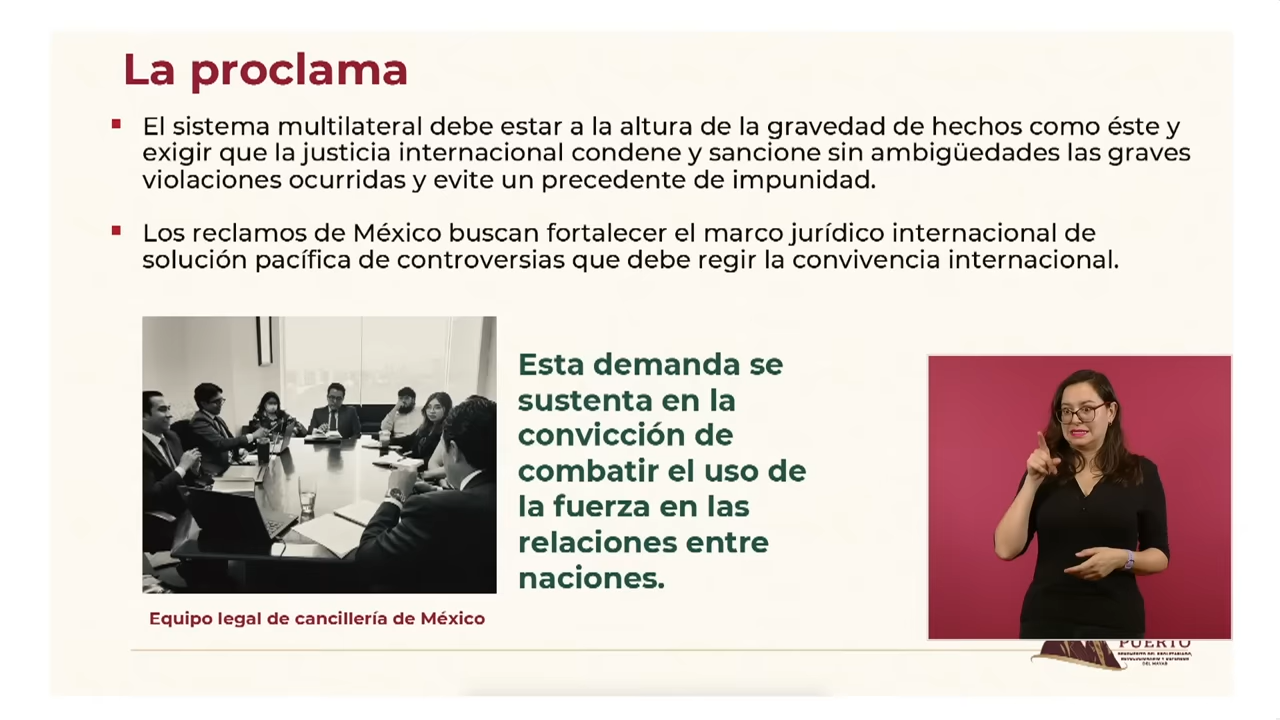 La proclama
El sistema multilateral debe estar a la altura de la gravedad de hechos como éste y
exigir que la justicia internacional condene y sancione sin ambigüedades las graves
violaciones ocurridas y evite un precedente de impunidad.
Los reclamos de México buscan fortalecer el marco jurídico internacional de
solución pacífica de controversias que debe regir la convivencia internacional.
Esta demanda se
sustenta en la
convicción de
combatir el uso de
la fuerza en las
relaciones entre
naciones.
Equipo legal de cancillería de México
PUERTO
DEL MAYAB